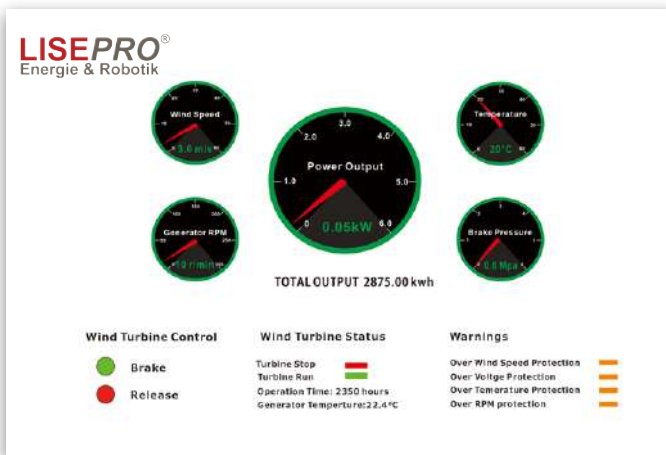 LISEPRO®
Energie & Robotik
Wind Speed
Power Output
0.05kW
0
1.0
2.0
3.0
4.0
5.0
6.0
Temperature
20°C
Generator RPM
Brake Pressure
0.0 Mpa
TOTAL OUTPUT 2875.00 kwh
Wind Turbine Control
Brake
Release
Wind Turbine Status
Turbine Stop
Turbine Run
Operation Time: 2350 hours
Generator Temperture:22.4°C
Warnings
Over Wind Speed Protection
Over Voltge Protection
Over Temerature Protection
Over RPM protection